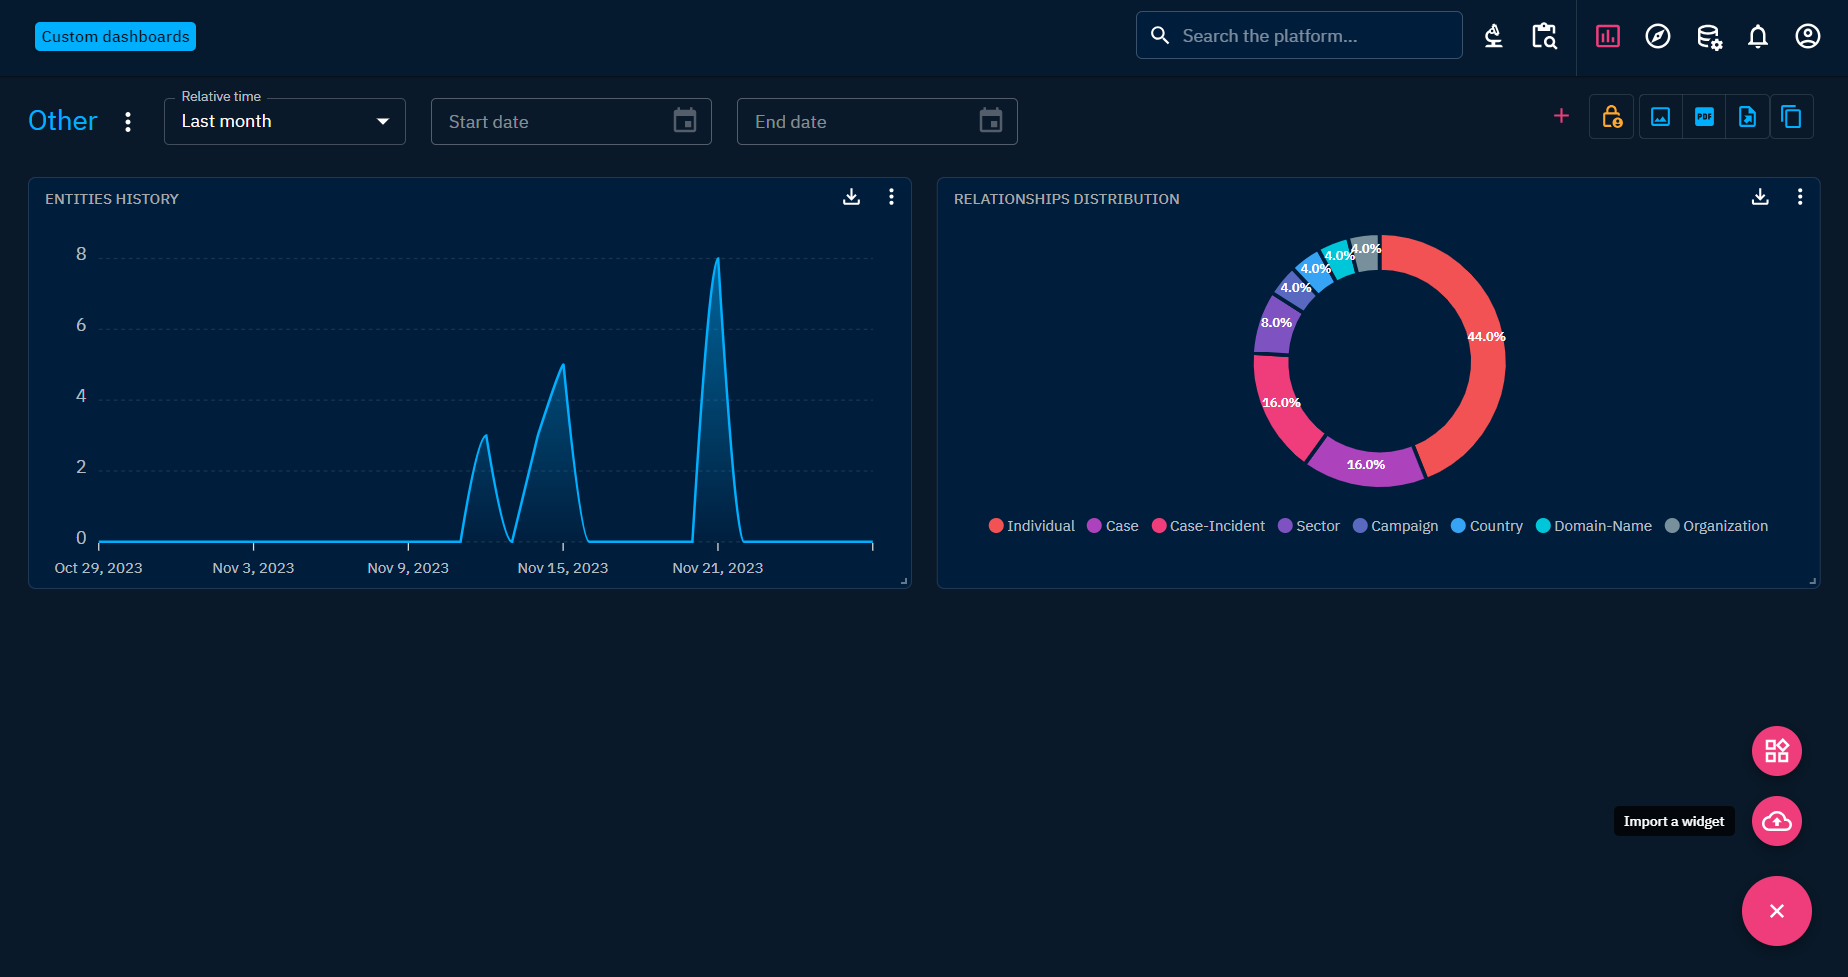 Custom dashboards
Search the platform...
Other
Relative time
Last month
Start date
End date
PDF
ENTITIES HISTORY
8
6
4
2
0
Oct 29, 2023
Nov 3, 2023
Nov 9, 2023
Nov 15, 2023
Nov 21, 2023
RELATIONSHIPS DISTRIBUTION
4.0%
4.0%
4.0%
4.0%
8.0%
44.0%
16.0%
16.0%
Individual Case Case-Incident Sector Campaign Country Domain-Name Organization
Import a widget